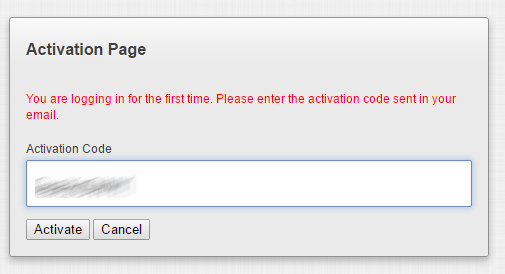 Activation Page
You are logging in for the first time. Please enter the activation code sent in your
email.
Activation Code
Activate Cancel